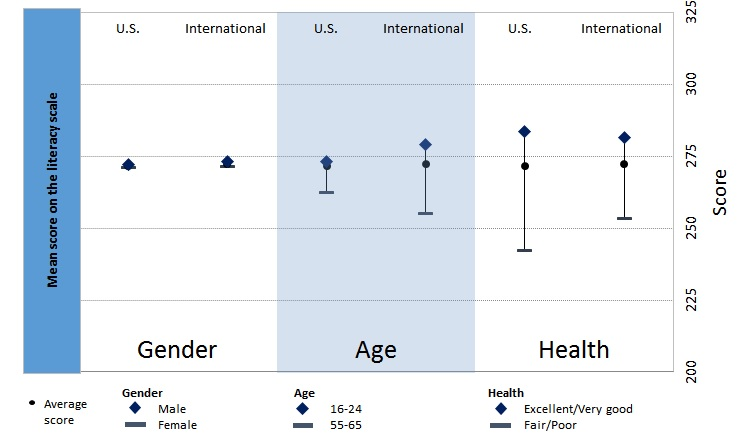 U.S. International U.S. International U.S. International
Mean score on the literacy scale
325
300
275
250
225
200
Score
Gender Age Health
Average
score
Gender
Male
Female
Age
16-24
55-65
Health
Excellent/Very good
Fair/Poor